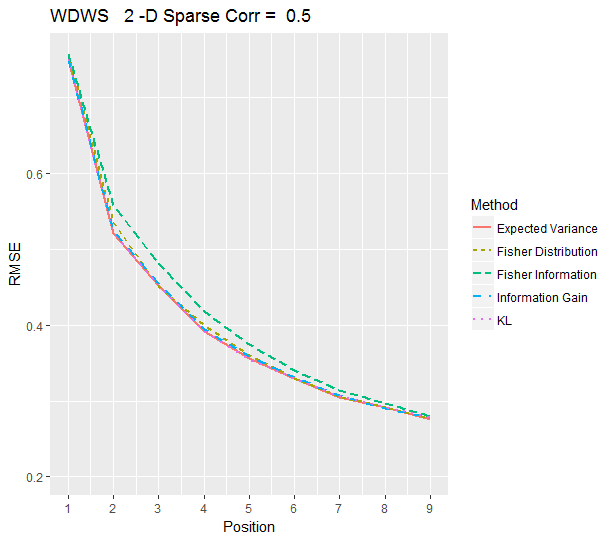 WDWS   2 -D Sparse Corr =  0.5
RMSE
0.6
0.4
0.2
1 2 3 4 5 6 7 8 9
Position
Method
Expected Variance
Fisher Distribution
Fisher Information
Information Gain
KL